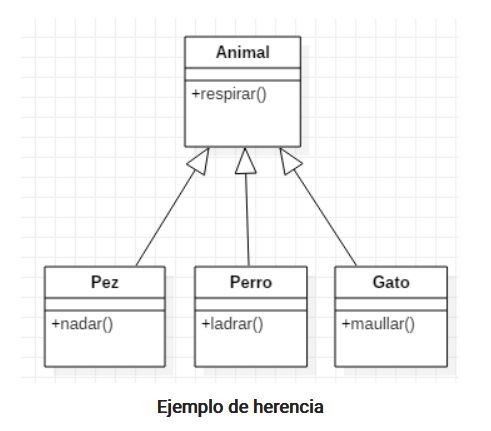 Animal
+respirar()
Pez
Perro
Gato
+nadar()
+ladrar()
+maullar()
Ejemplo de herencia